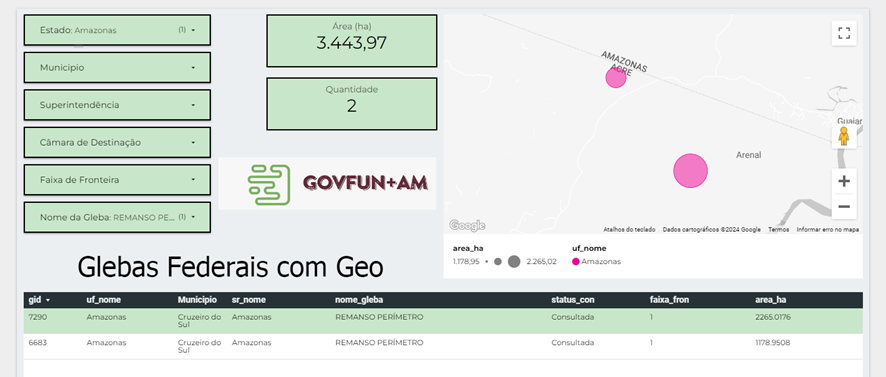 Estado: Amazonas (1)
Municipio
Superintendência
Câmara de Destinação
Faixa de Fronteira
Nome da Gleba: REMANSO PE... (1)
Área (ha)
3.443,97
Quantidade
2
GOVFUN+AM
AMAZONAS
ACRE
Guajar
Arenal
Google
Atalhos do teclado Dados cartográficos ©2024 Google Termos Informar erro no mapa
area_ha
1.178,95 2.265,02
uf_nome
Amazonas
Glebas Federais com Geo
gid uf_nome Municipio sr_nome nome_gleba status_con faixa_fron area_ha
7290 Amazonas Cruzeiro do Amazonas REMANSO PERÍMETRO Consultada 1 2265.0176
Sul
6683 Amazonas Cruzeiro do Amazonas REMANSO PERÍMETRO Consultada 1 1178.9508
Sul